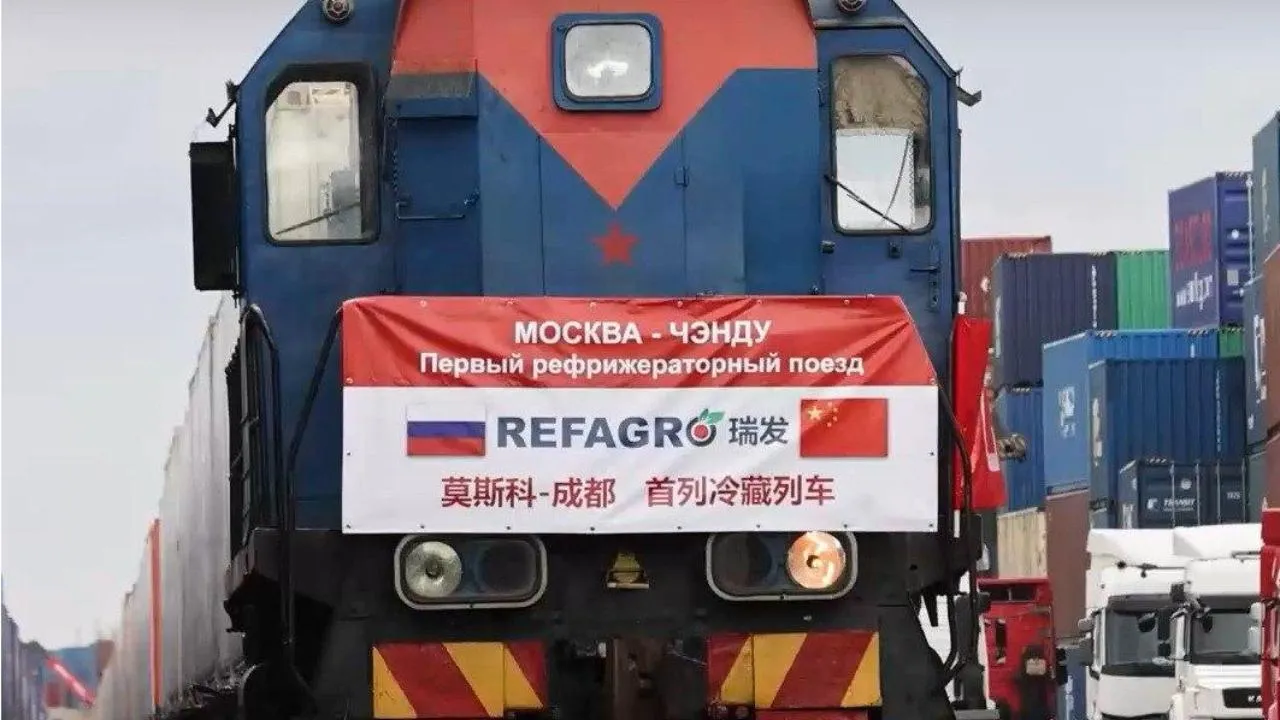 МОСКВА - ЧЭНДУ
Первый рефрижераторный поезд
REFAGRO 瑞发
莫斯科-成都 首列冷藏列车
TRANSIT